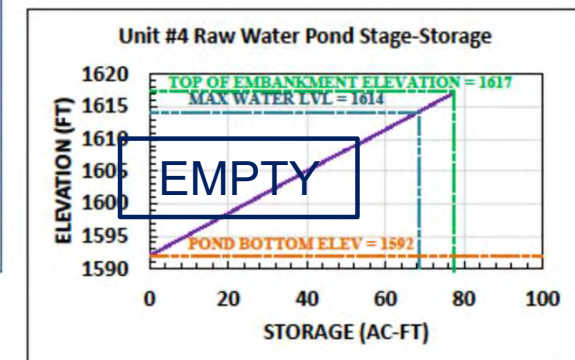 Unit #4 Raw Water Pond Stage-Storage
1620
1615
1610
1605
1600
1595
1590
ELEVATION (FT)
TOP OF EMBANKMENT ELEVATION = 1617
MAX WATER LVL = 1614
EMPTY
POND BOTTOM ELEV = 1592
0 20 40 60 80 100
STORAGE (AC-FT)